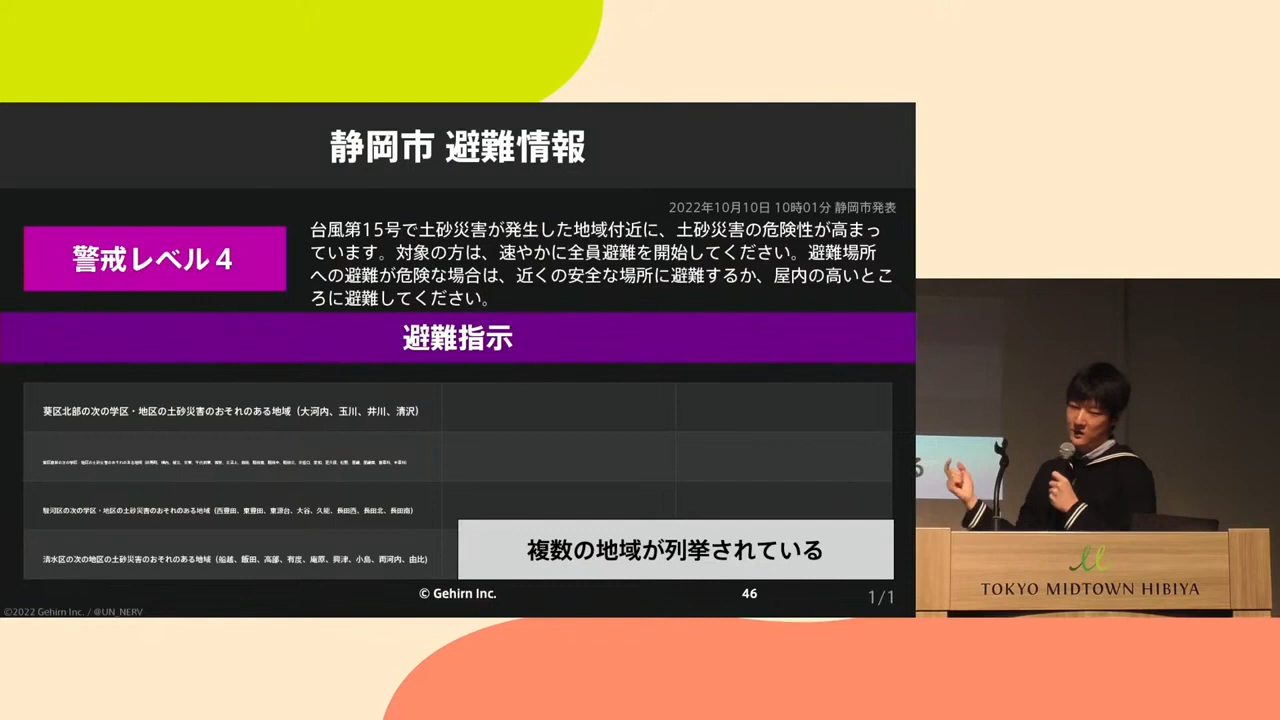 静岡市 避難情報
2022年10月10日 10時01分 静岡市発表
警戒レベル４
台風第15号で土砂災害が発生した地域付近に、土砂災害の危険性が高まっ
ています。対象の方は、速やかに全員避難を開始してください。避難場所
への避難が危険な場合は、近くの安全な場所に避難するか、屋内の高いとこ
ろに避難してください。
避難指示
葵区北部の次の学区・地区の土砂災害のおそれのある地域（大河内、玉川、井川、清沢）
駿河区の次の学区・地区の土砂災害のおそれのある地域（西豊田、東豊田、東源台、大谷、久能、長田西、長田北、長田南）
清水区の次の地区の土砂災害のおそれのある地域（船越、飯田、高部、有度、庵原、興津、小島、両河内、由比）
複数の地域が列挙されている
© Gehirn Inc.
46
1/1
©2022 Gehirn Inc. / @UN_NERV
る
TOKYO MIDTOWN HIBIYA